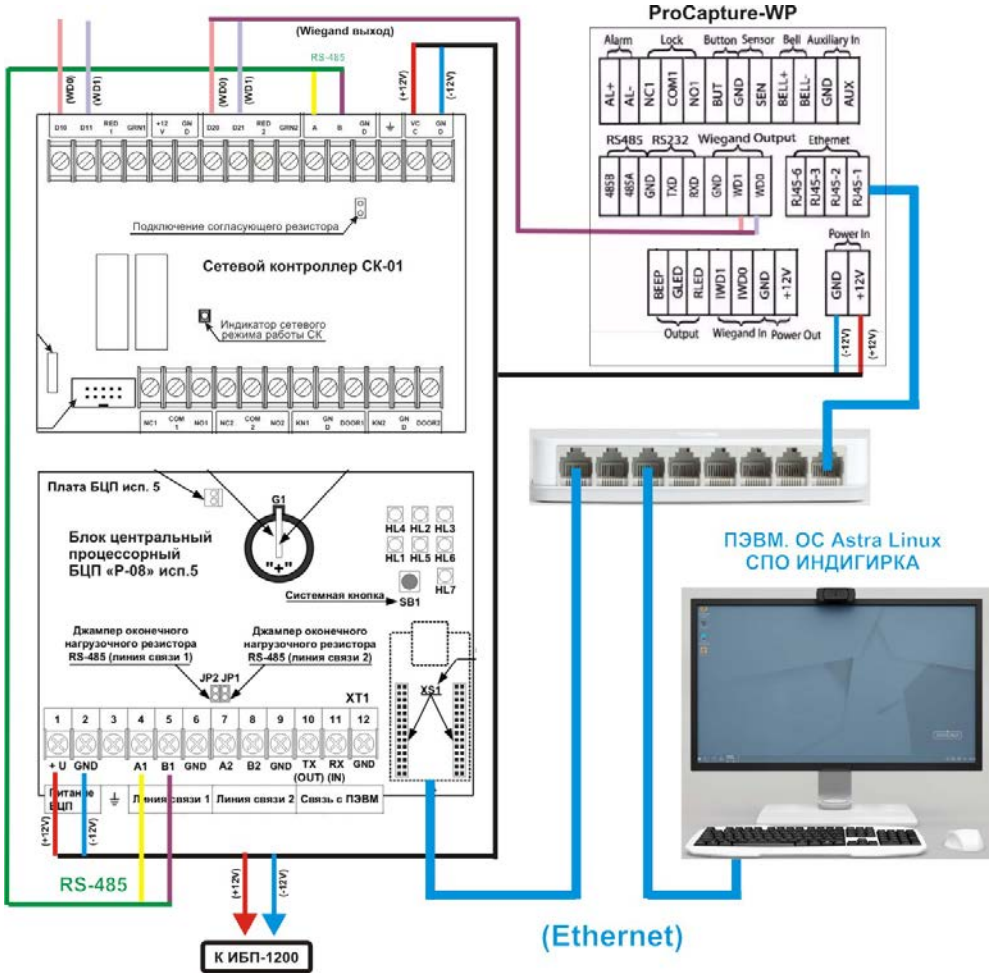 ProCapture-WP
(Wiegand выход)
RS-485
(WD0)
(WD1)
(WD0)
(WD1)
(+12V)
(-12V)
D10 D11 RED 1 GRN1 +12 V GN D D20 D21 RED 2 GRN2 A B GN D VC C GN D
Подключение согласующего резистора
Сетевой контроллер СК-01
Индикатор сетевого
режима работы СК
NC1 COM 1 NO1 NC2 COM 2 NO2 KN1 GN D DOOR1 KN2 GN D DOOR2
Alarm Lock Button Sensor Bell Auxiliary In
AL+ AL- NC1 COM1 NO1 BUT GND SEN BELL+ BELL- GND AUX
RS485 RS232 Wiegand Output Ethernet
485B 485A GND TXD RXD GND WD1 WD0 RJ45-6 RJ45-3 RJ45-2 RJ45-1
Power In
BEEP GLED RLED IWD1 IWD0 GND +12V GND +12V
Output Wiegand In Power Out
(-12V)
(+12V)
Плата БЦП исп. 5
G1
"+"
Блок центральный
процессорный
БЦП «Р-08» исп.5
HL4 HL2 HL3
HL1 HL5 HL6
HL7
Системная кнопка
SB1
Джампер оконечного
нагрузочного резистора
RS-485 (линия связи 1)
Джампер оконечного
нагрузочного резистора
RS-485 (линия связи 2)
JP2 JP1
XS1
XT1
1 2 3 4 5 6 7 8 9 10 11 12
+ U GND A1 B1 GND A2 B2 GND TX RX GND
(OUT) (IN)
Питание
БЦП
Линия связи 1 Линия связи 2 Связь с ПЭВМ
(+12V)
(-12V)
RS-485
(+12V)
(-12V)
К ИБП-1200
ПЭВМ. ОС Astra Linux
СПО ИНДИГИРКА
(Ethernet)